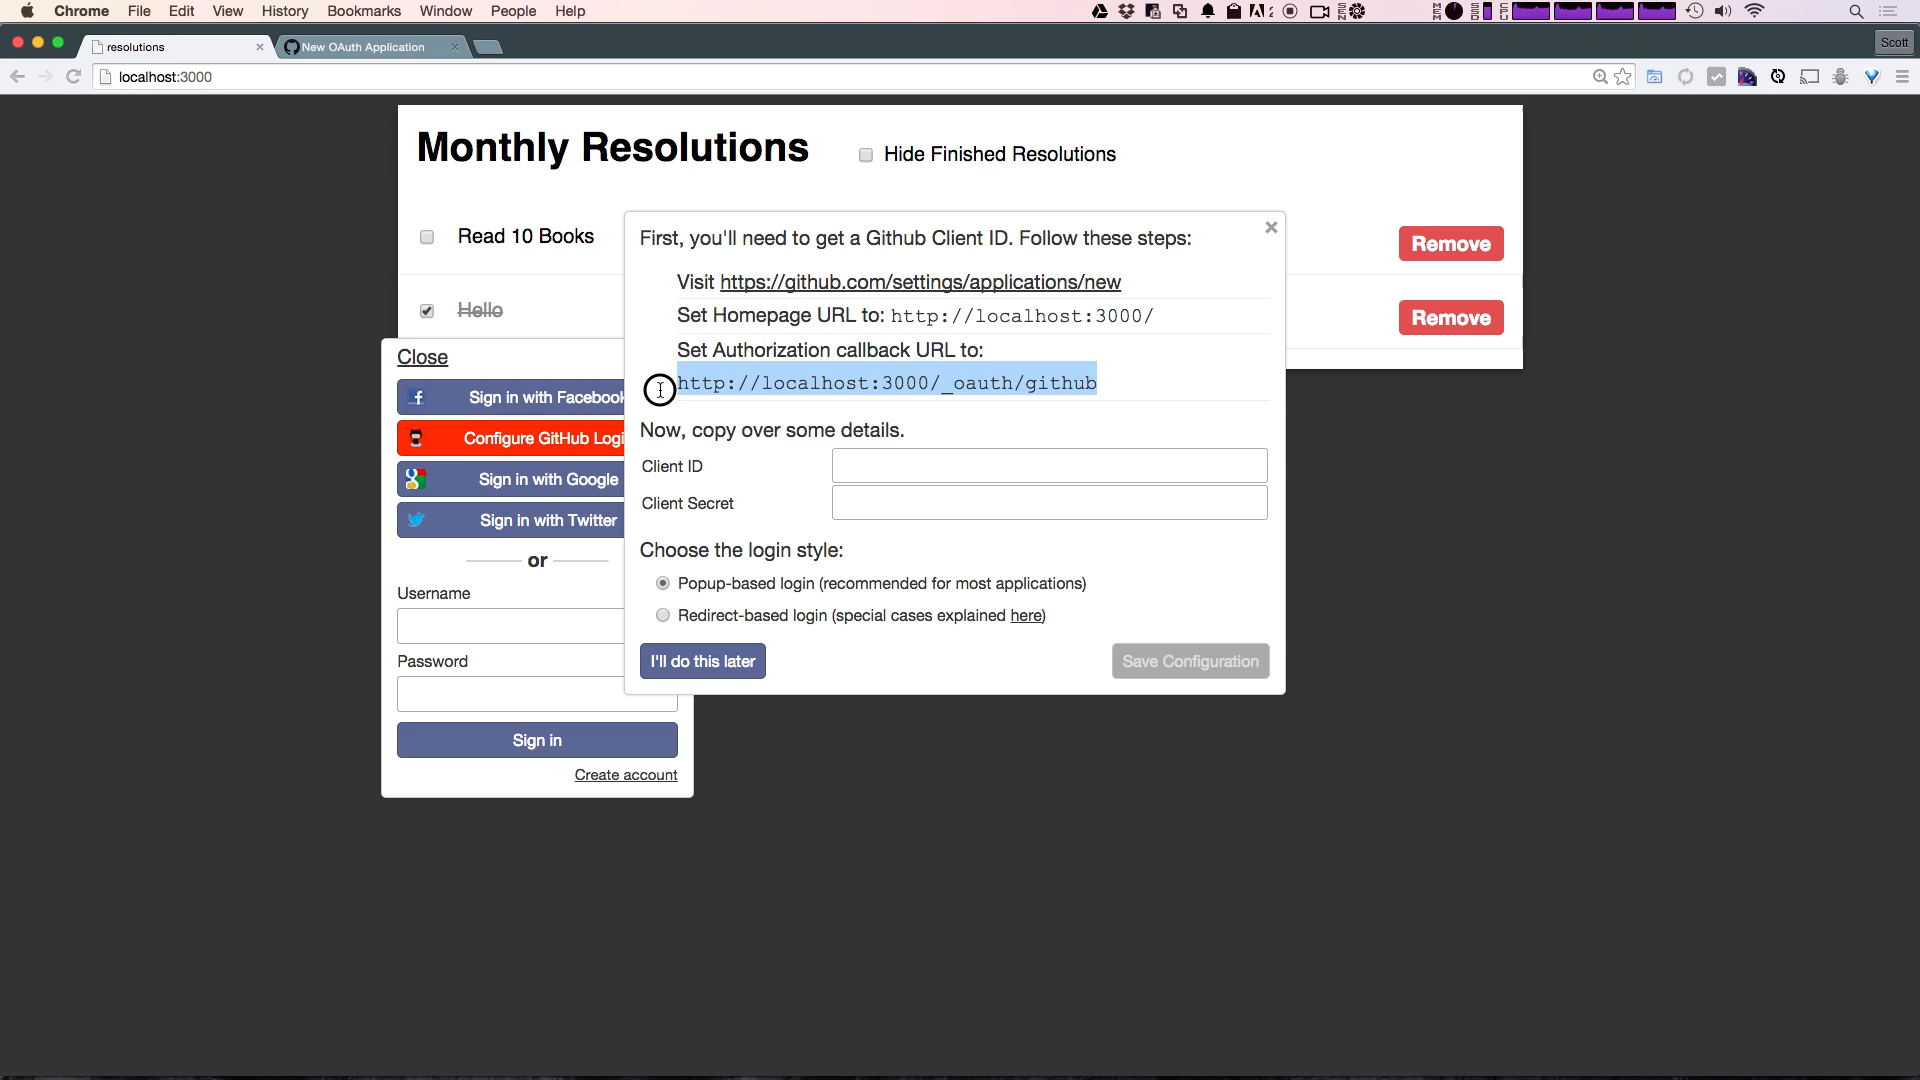 Chrome File Edit View History Bookmarks Window People Help
resolutions
New OAuth Application
Scott
localhost:3000
Monthly Resolutions
Hide Finished Resolutions
Read 10 Books
Remove
Hello
Remove
First, you'll need to get a Github Client ID. Follow these steps:
Visit https://github.com/settings/applications/new
Set Homepage URL to: http://localhost:3000/
Set Authorization callback URL to:
http://localhost:3000/_oauth/github
Now, copy over some details.
Client ID
Client Secret
Choose the login style:
Popup-based login (recommended for most applications)
Redirect-based login (special cases explained here)
I'll do this later
Save Configuration
Close
Sign in with Facebook
Configure GitHub Logi
Sign in with Google
Sign in with Twitter
or
Username
Password
Sign in
Create account